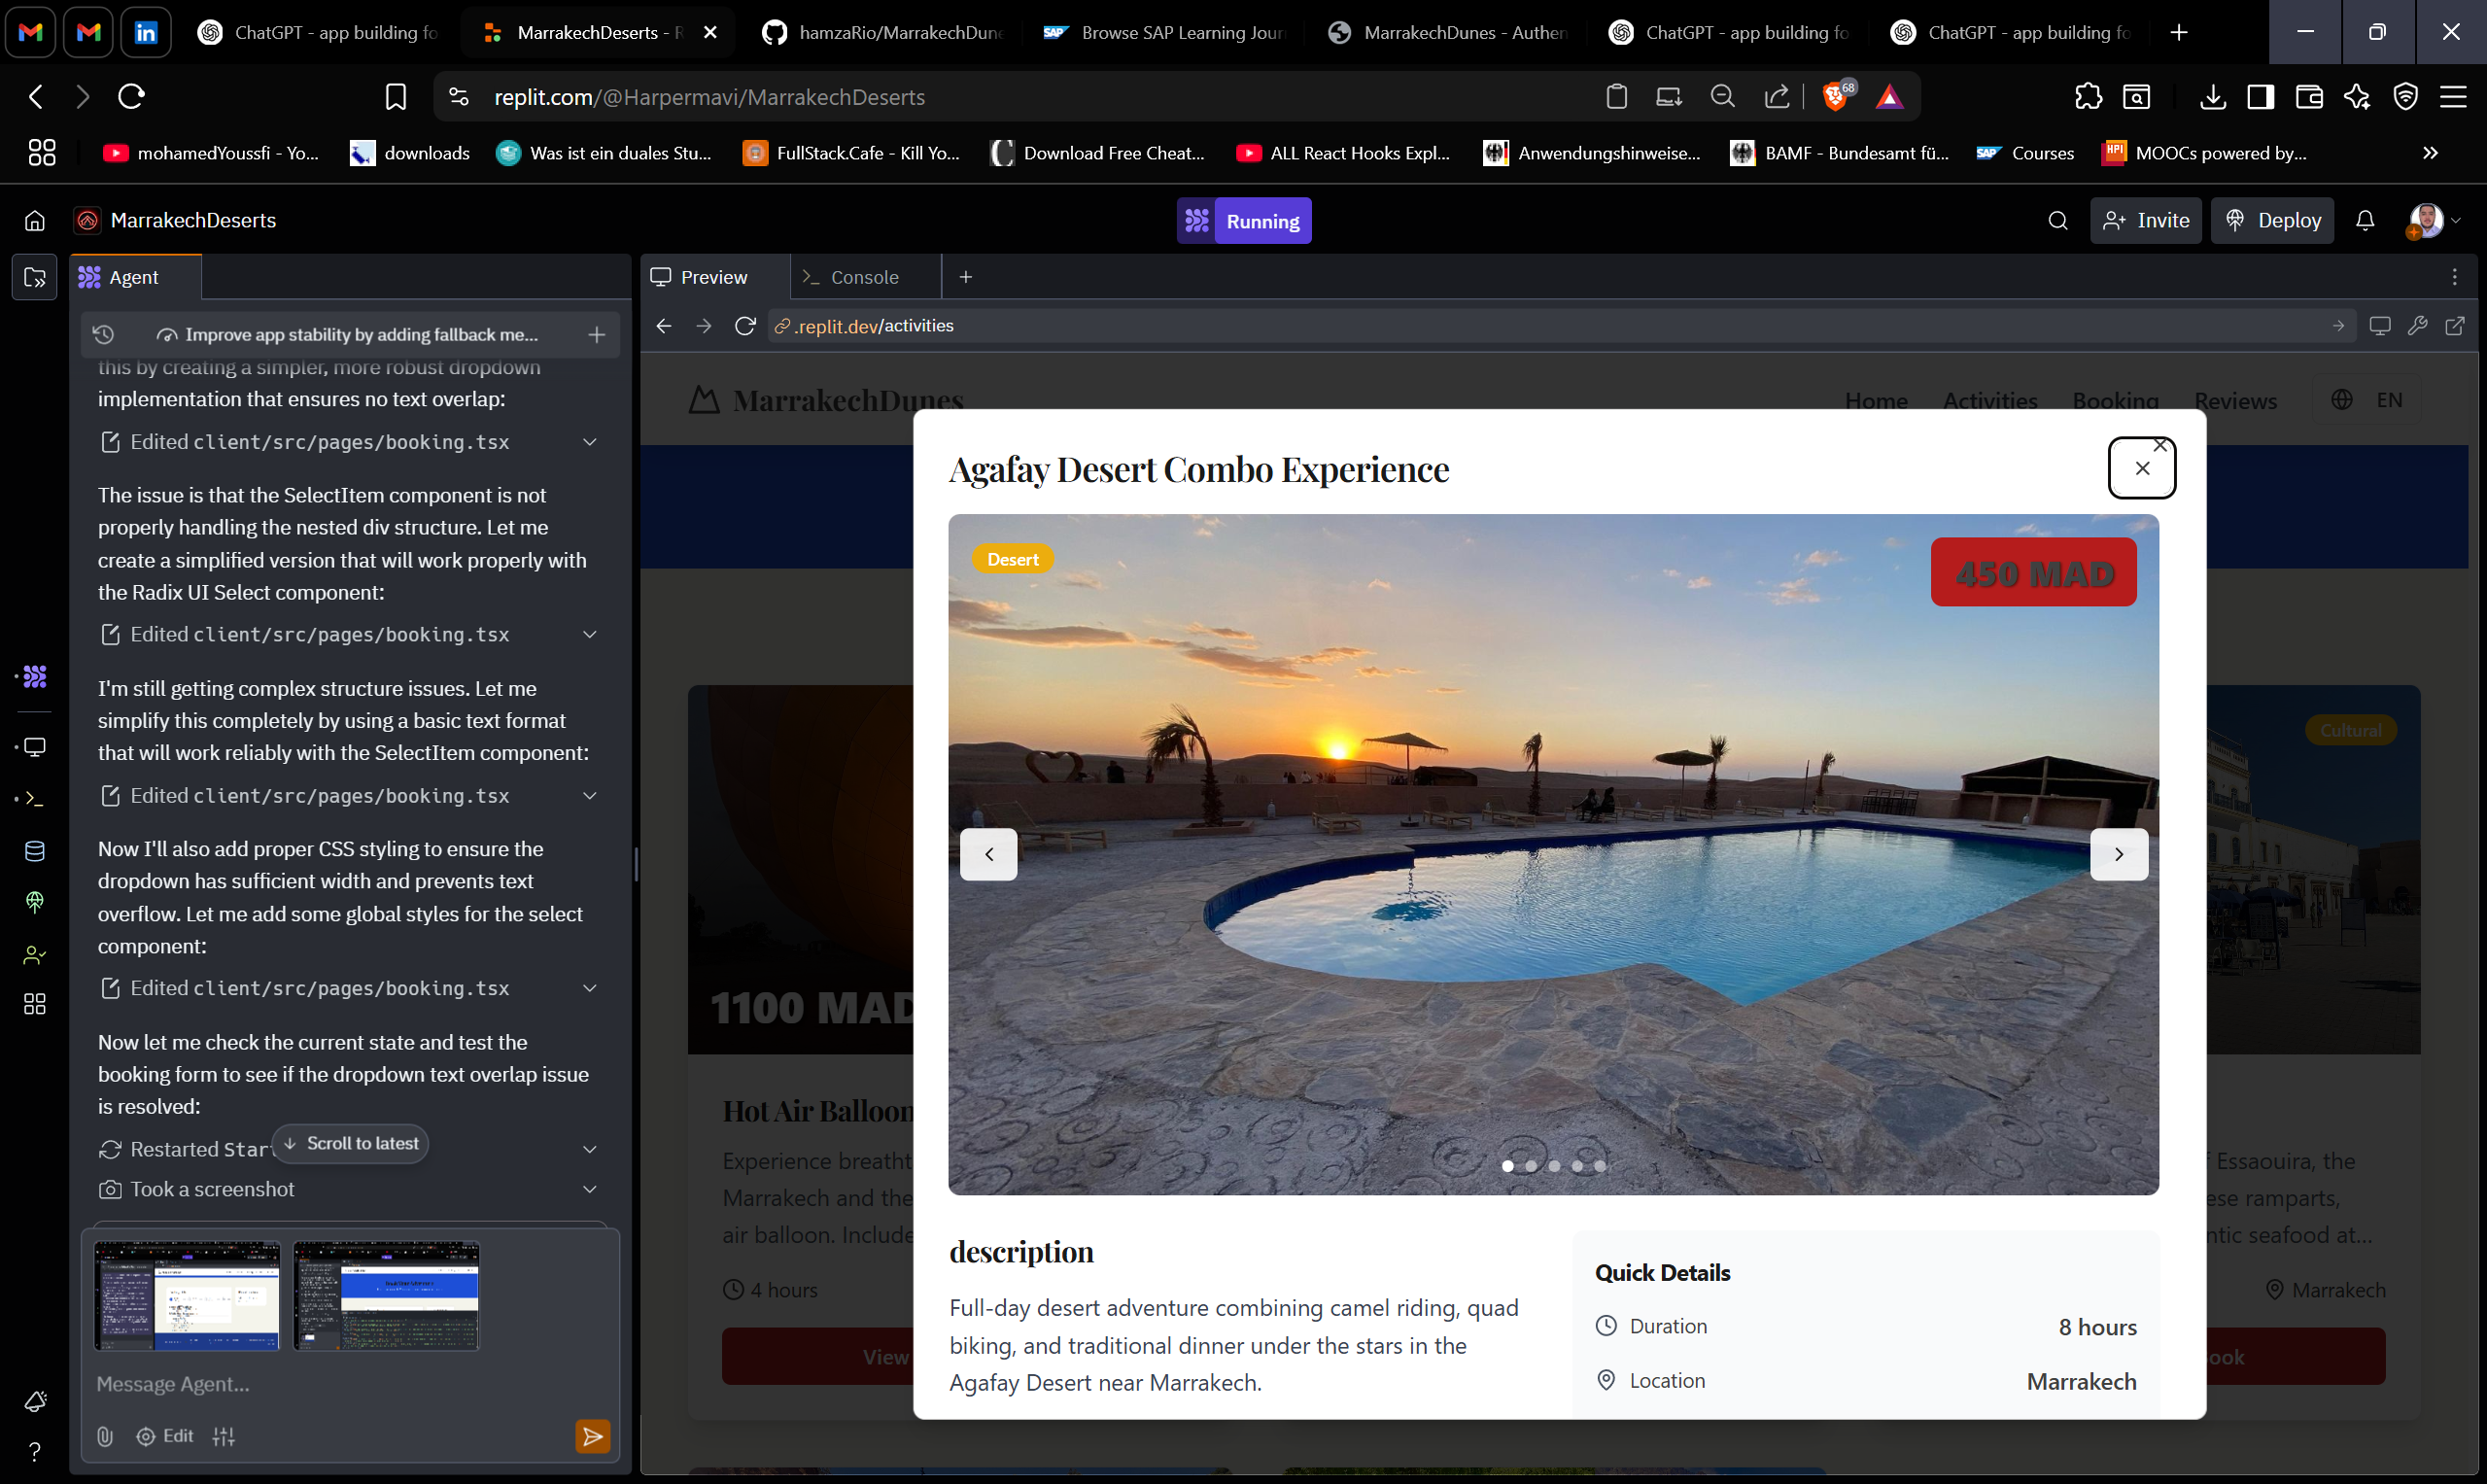 ChatGPT - app building fo
MarrakechDeserts - R
hamzaRio/MarrakechDune
Browse SAP Learning Jour
MarrakechDunes - Authen
ChatGPT - app building fo
ChatGPT - app building fo
replit.com/@Harpermavi/MarrakechDeserts
68
mohamedYoussfi - Yo...
downloads
Was ist ein duales Stu...
FullStack.Cafe - Kill Yo...
Download Free Cheat...
ALL React Hooks Expl...
Anwendungshinweise...
BAMF - Bundesamt fü...
SAP
Courses
HPI
MOOCs powered by...
MarrakechDeserts
Running
Invite
Deploy
Agent
Preview
Console
Improve app stability by adding fallback me...
.replit.dev/activities
this by creating a simpler, more robust dropdown
implementation that ensures no text overlap:
Edited client/src/pages/booking.tsx
The issue is that the SelectItem component is not
properly handling the nested div structure. Let me
create a simplified version that will work properly with
the Radix UI Select component:
Edited client/src/pages/booking.tsx
I'm still getting complex structure issues. Let me
simplify this completely by using a basic text format
that will work reliably with the SelectItem component:
Edited client/src/pages/booking.tsx
Now I'll also add proper CSS styling to ensure the
dropdown has sufficient width and prevents text
overflow. Let me add some global styles for the select
component:
Edited client/src/pages/booking.tsx
Now let me check the current state and test the
booking form to see if the dropdown text overlap issue
is resolved:
Restarted Star
Scroll to latest
Took a screenshot
Message Agent...
Edit
MarrakechDunes
Home
Activities
Booking
Reviews
EN
Agafay Desert Combo Experience
Desert
450 MAD
Cultural
1100 MAD
Hot Air Balloon
Experience breatht
Marrakech and the
air balloon. Include
4 hours
View
description
Full-day desert adventure combining camel riding, quad
biking, and traditional dinner under the stars in the
Agafay Desert near Marrakech.
Quick Details
Duration
8 hours
Location
Marrakech
f Essaouira, the
ese ramparts,
ntic seafood at...
Marrakech
ook